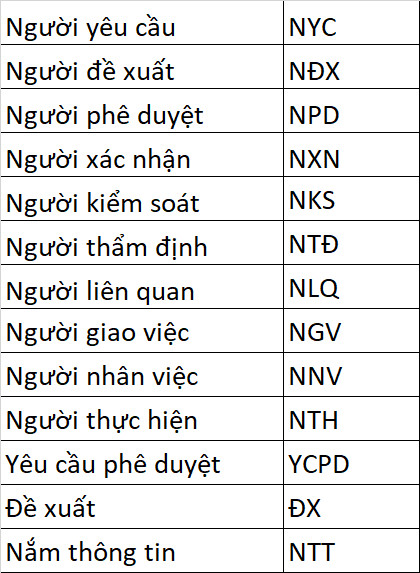 Người yêu cầu NYC
Người đề xuất NĐX
Người phê duyệt NPD
Người xác nhận NXN
Người kiểm soát NKS
Người thẩm định NTĐ
Người liên quan NLQ
Người giao việc NGV
Người nhân việc NNV
Người thực hiện NTH
Yêu cầu phê duyệt YCPD
Đề xuất ĐX
Nắm thông tin NTT